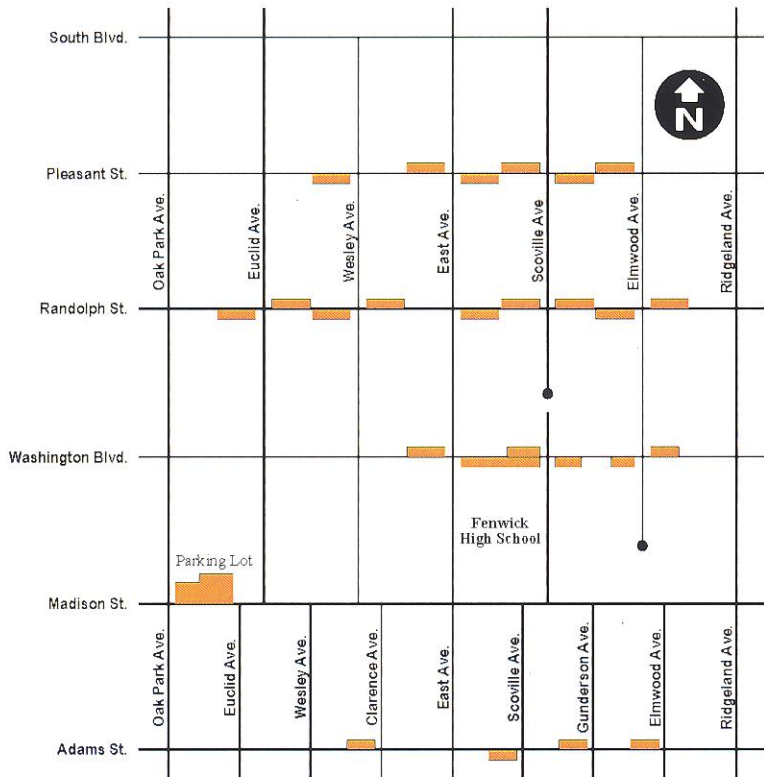 South Blvd.
N
Pleasant St.
Oak Park Ave.
Euclid Ave.
Wesley Ave.
East Ave.
Scoville Ave
Elmwood Ave.
Ridgeland Ave.
Randolph St.
Washington Blvd.
Fenwick
High School
Parking Lot
Madison St.
Oak Park Ave.
Euclid Ave.
Wesley Ave.
Clarence Ave.
East Ave.
Scoville Ave.
Gunderson Ave.
Elmwood Ave.
Ridgeland Ave.
Adams St.